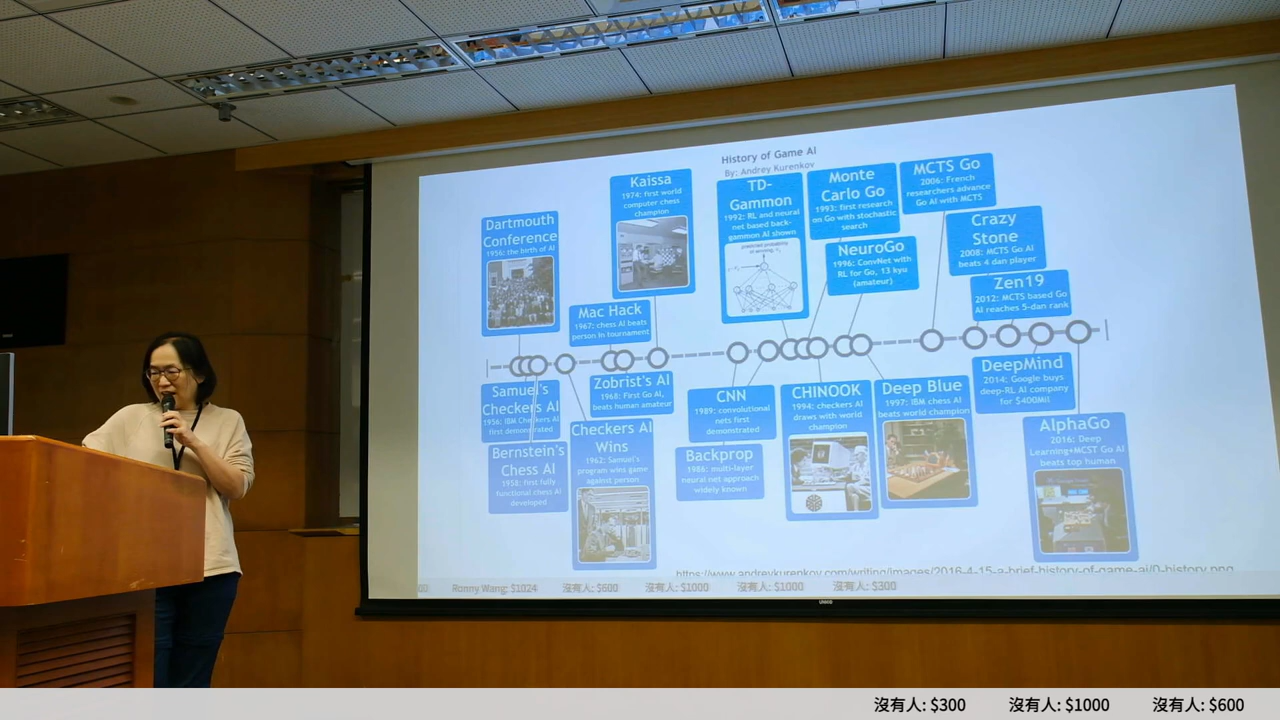 History of Game AI
By: Andrey Kurenkov
Dartmouth
Conference
1956: the birth of AI
Kaissa
1974: first world
computer chess
champion
Mac Hack
1967: chess AI beats
person in tournament
TD-
Gammon
1992: RL and neural
net based back-
gammon AI shown
Monte
Carlo Go
1993: first research
on Go with stochastic
search
NeuroGo
1996: ConvNet with
RL for Go, 13 kyu
(amateur)
MCTS Go
2006: French
researchers advance
Go AI with MCTS
Crazy
Stone
2008: MCTS Go AI
beats 4 dan player
Zen19
2012: MCTS based Go
AI reaches 5-dan rank
Samuel's
Checkers AI
1956: IBM Checkers AI
first demonstrated
Bernstein's
Chess AI
1958: first fully
functional chess AI
developed
Checkers AI
Wins
1962: Samuel's
program wins game
against person
Zobrist's AI
1968: First Go AI,
beats human amateur
CNN
1989: convolutional
nets first
demonstrated
Backprop
1986: multi-layer
neural net approach
widely known
CHINOOK
1994: checkers AI
draws with world
champion
Deep Blue
1997: IBM chess AI
beats world champion
DeepMind
2014: Google buys
deep-RL AI company
for $400Mil
AlphaGo
2016: Deep
Learning+MCST Go AI
beats top human
https://www.andreykurenkov.com/writing/images/2016-4-15-a-brief-history-of-game-ai/0-history.png
Ronny Wang: $1024 沒有人: $600 沒有人: $1000 沒有人: $1000 沒有人: $300
沒有人: $300 沒有人: $1000 沒有人: $600